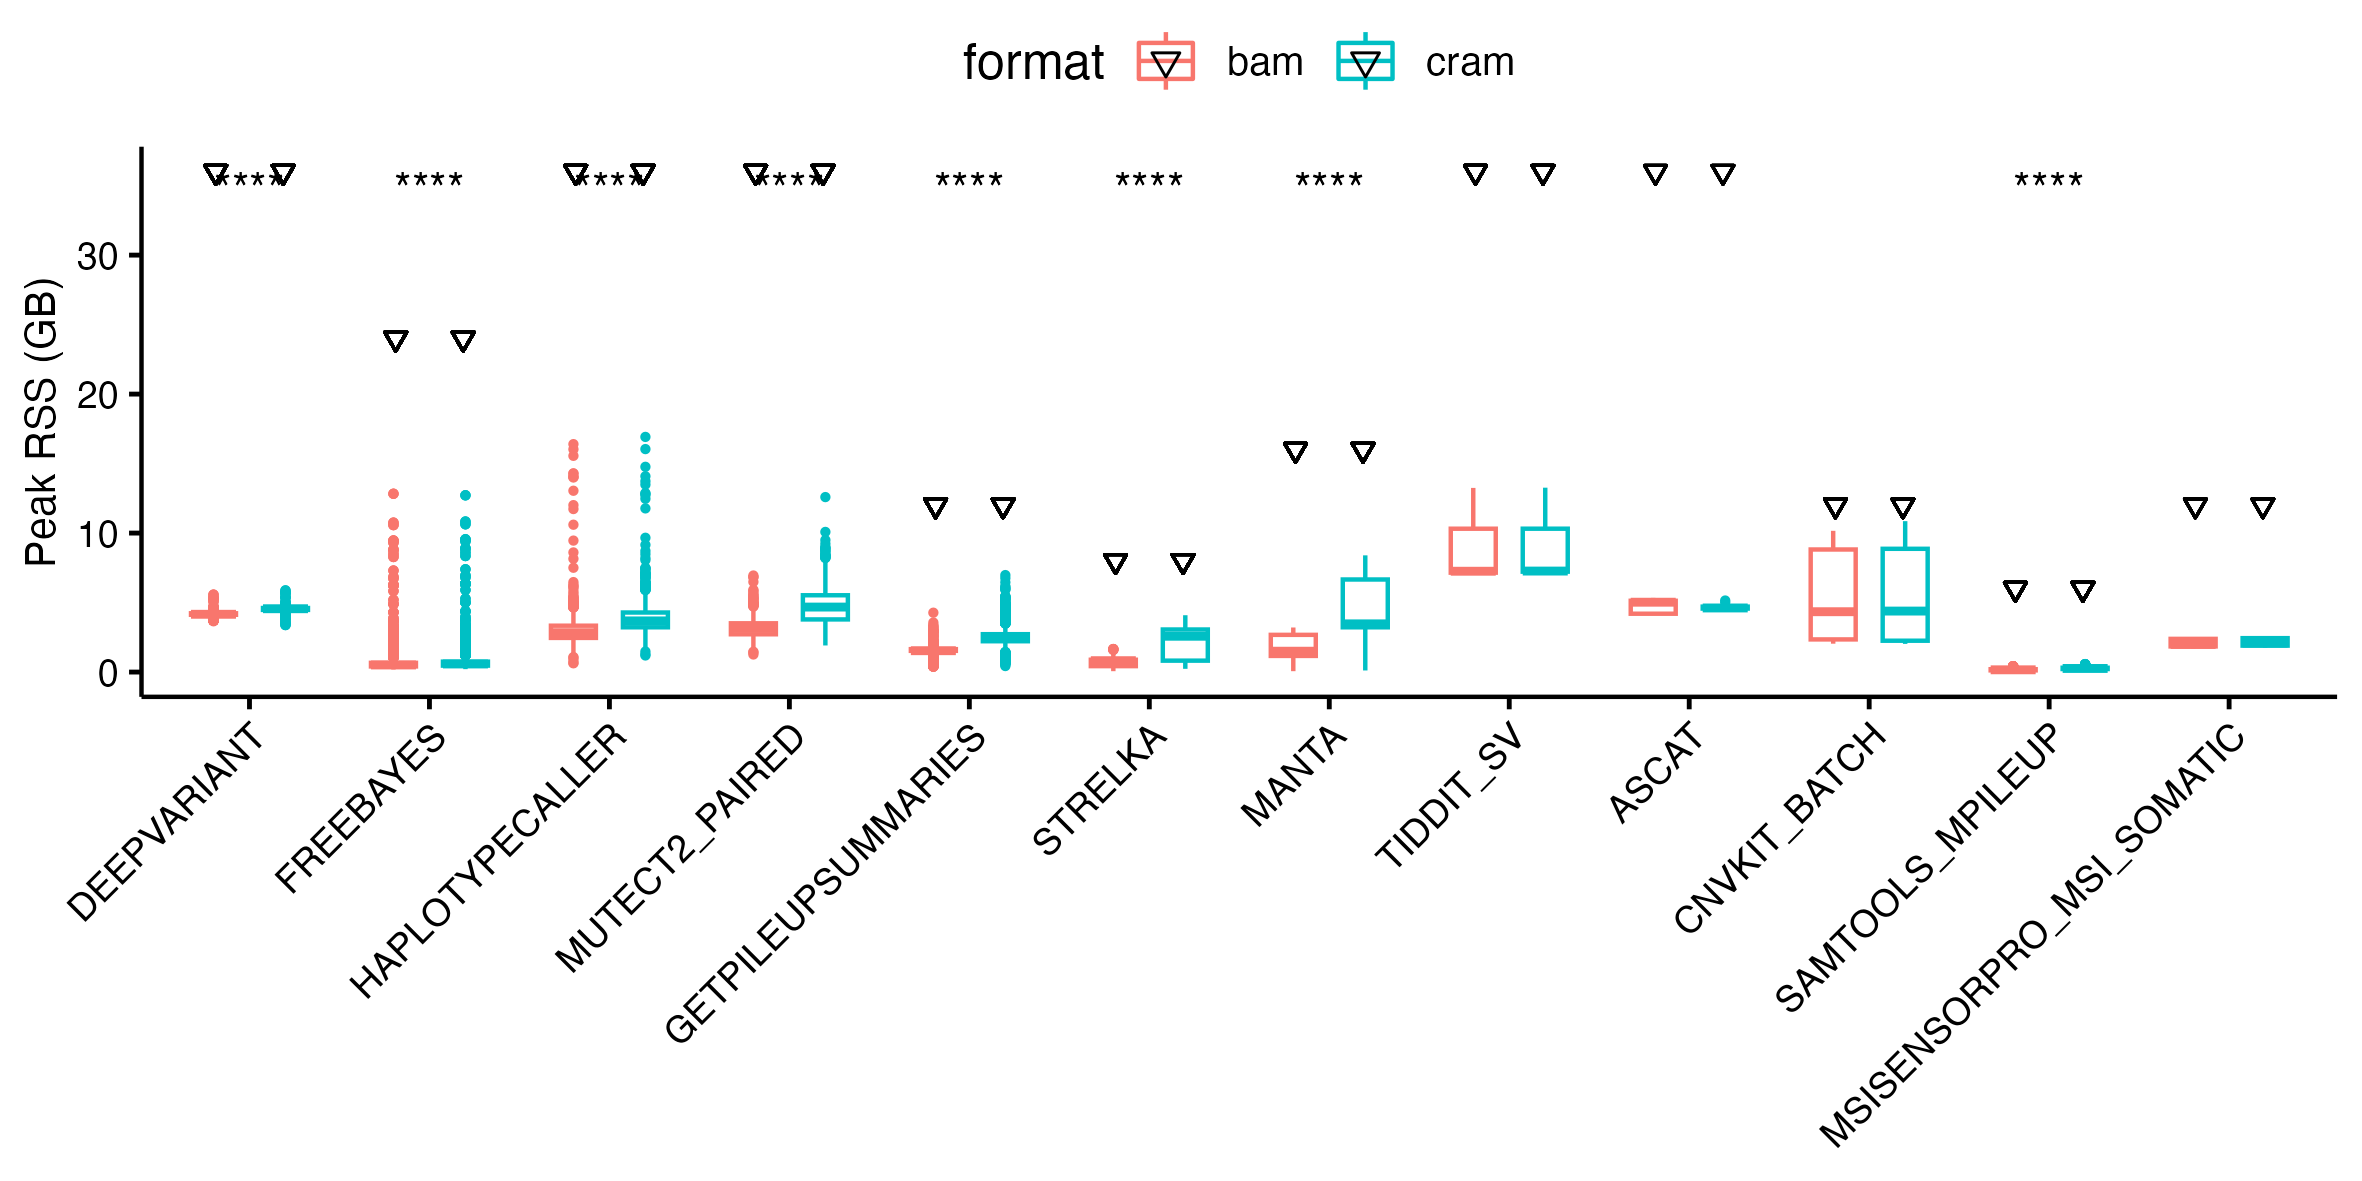 format bam cram
**** **** **** **** **** **** **** ****
Peak RSS (GB)
30
20
10
0
DEEPVARIANT
FREEBAYES
HAPLOTYPECALLER
MUTECT2_PAIRED
GETPILEUPSUMMARIES
STRELKA
MANTA
TIDDIT_SV
ASCAT
CNVKIT_BATCH
SAMTOOLS_MPILEUP
MSISENSORPRO_MSI_SOMATIC